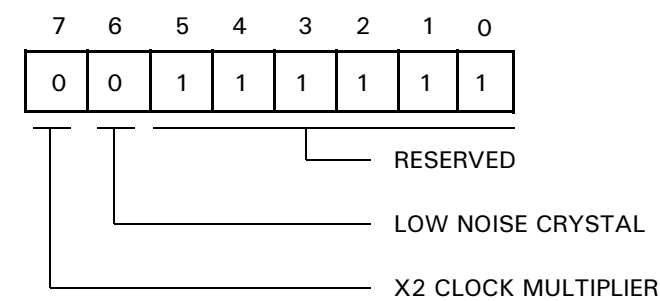 7 6 5 4 3 2 1 0
0 0 1 1 1 1 1 1
RESERVED
LOW NOISE CRYSTAL
X2 CLOCK MULTIPLIER